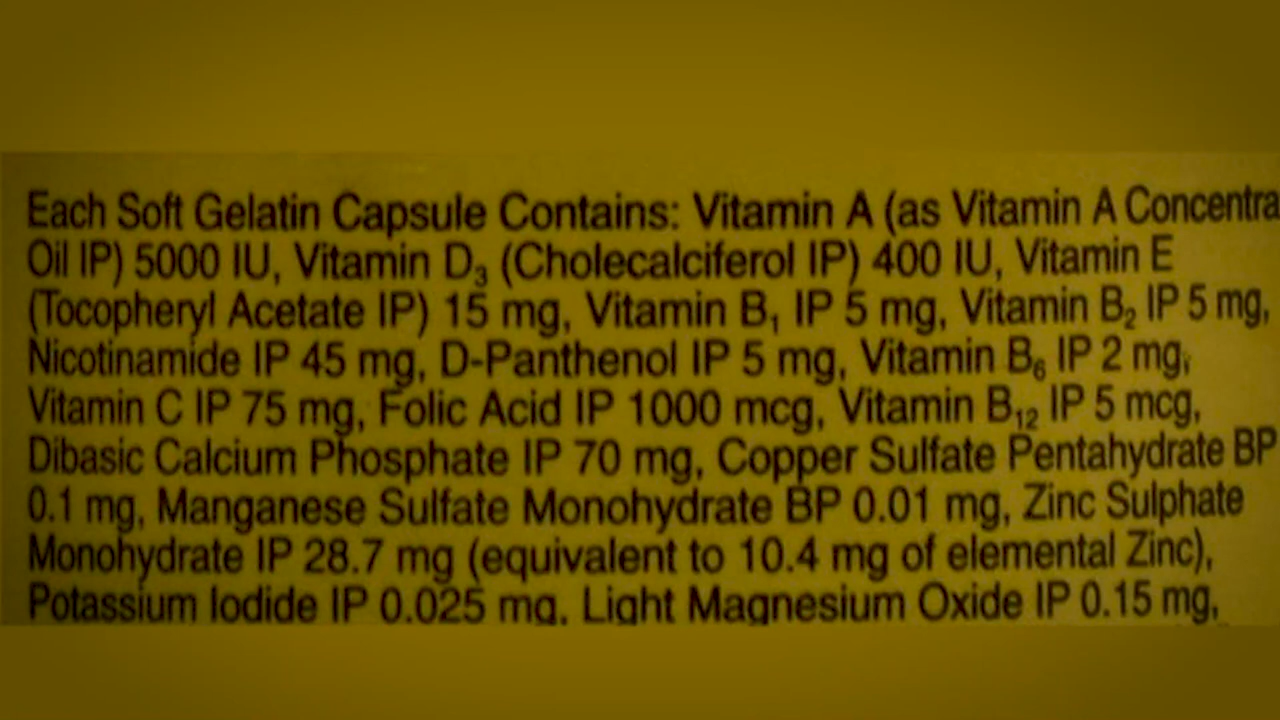 Each Soft Gelatin Capsule Contains: Vitamin A (as Vitamin A Concentra
Oil IP) 5000 IU, Vitamin D₃ (Cholecalciferol IP) 400 IU, Vitamin E
(Tocopheryl Acetate IP) 15 mg, Vitamin B₁ IP 5 mg, Vitamin B₂ IP 5 mg,
Nicotinamide IP 45 mg, D-Panthenol IP 5 mg, Vitamin B₆ IP 2 mg,
Vitamin C IP 75 mg, Folic Acid IP 1000 mcg, Vitamin B₁₂ IP 5 mcg,
Dibasic Calcium Phosphate IP 70 mg, Copper Sulfate Pentahydrate BP
0.1 mg, Manganese Sulfate Monohydrate BP 0.01 mg, Zinc Sulphate
Monohydrate IP 28.7 mg (equivalent to 10.4 mg of elemental Zinc),
Potassium Iodide IP 0.025 mg, Light Magnesium Oxide IP 0.15 mg,